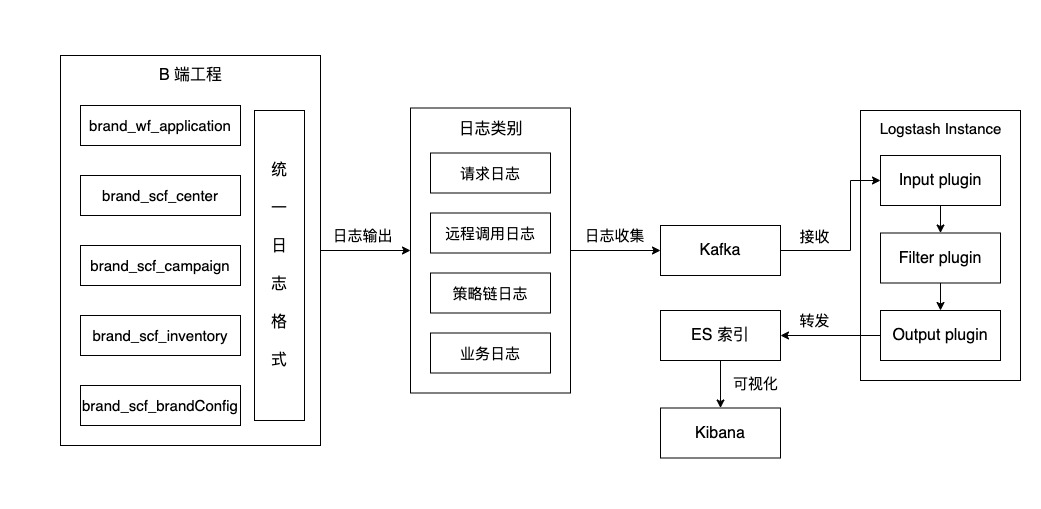 B 端工程
brand_wf_application
brand_scf_center
brand_scf_campaign
brand_scf_inventory
brand_scf_brandConfig
统
一
日
志
格
式
日志输出
日志类别
请求日志
远程调用日志
策略链日志
业务日志
日志收集
Kafka
接收
Logstash Instance
Input plugin
Filter plugin
Output plugin
转发
ES 索引
可视化
Kibana